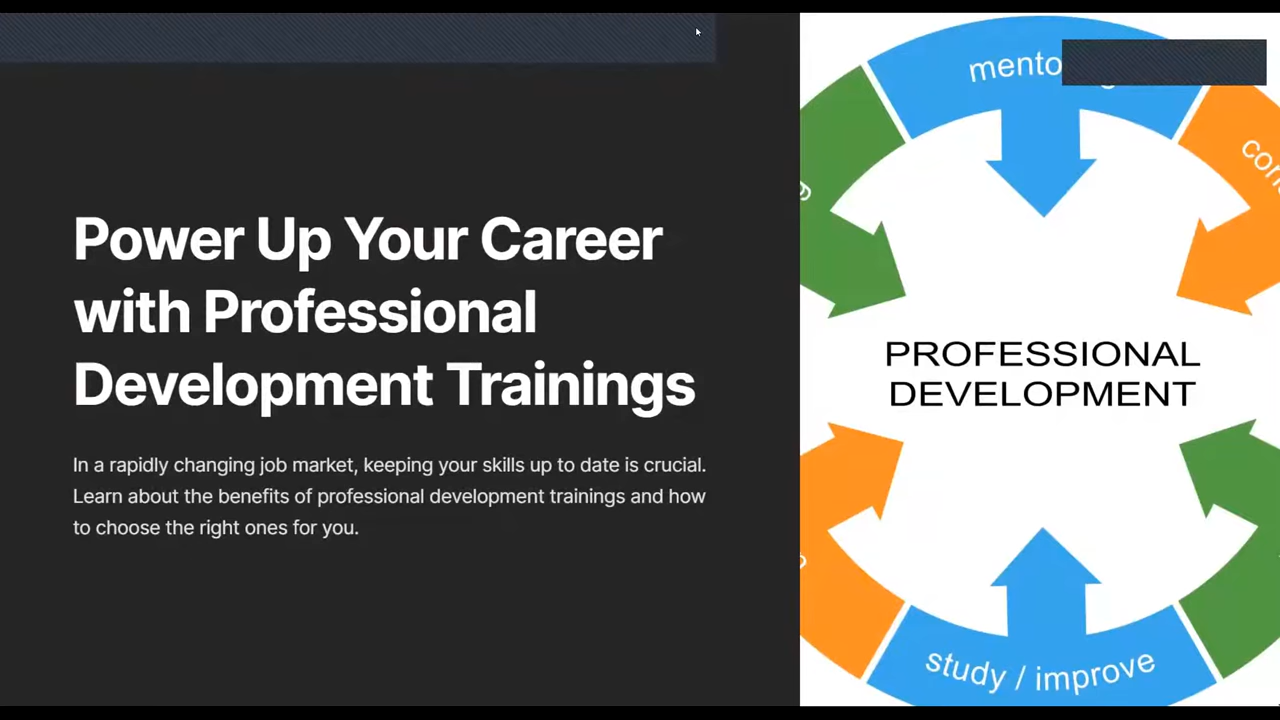 Power Up Your Career
with Professional
Development Trainings
In a rapidly changing job market, keeping your skills up to date is crucial.
Learn about the benefits of professional development trainings and how
to choose the right ones for you.
PROFESSIONAL
DEVELOPMENT
study / improve